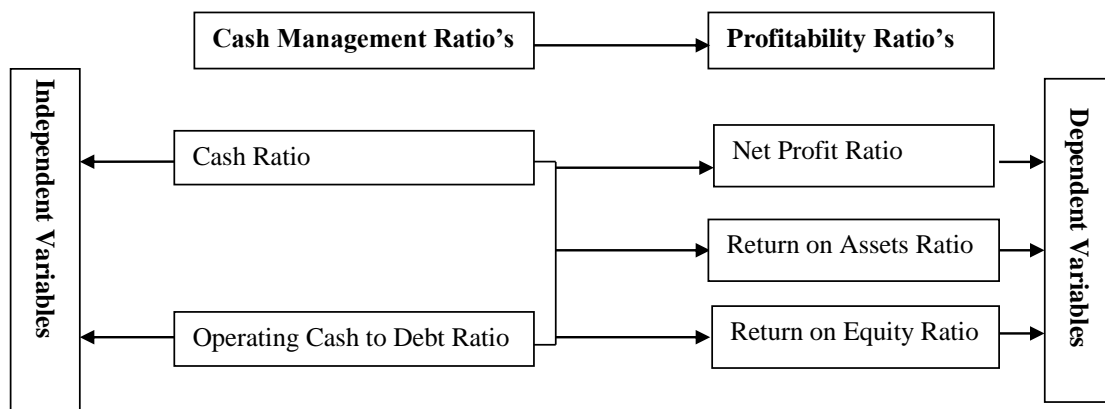 Cash Management Ratio’s
Profitability Ratio’s
Independent Variables
Cash Ratio
Net Profit Ratio
Dependent Variables
Return on Assets Ratio
Operating Cash to Debt Ratio
Return on Equity Ratio